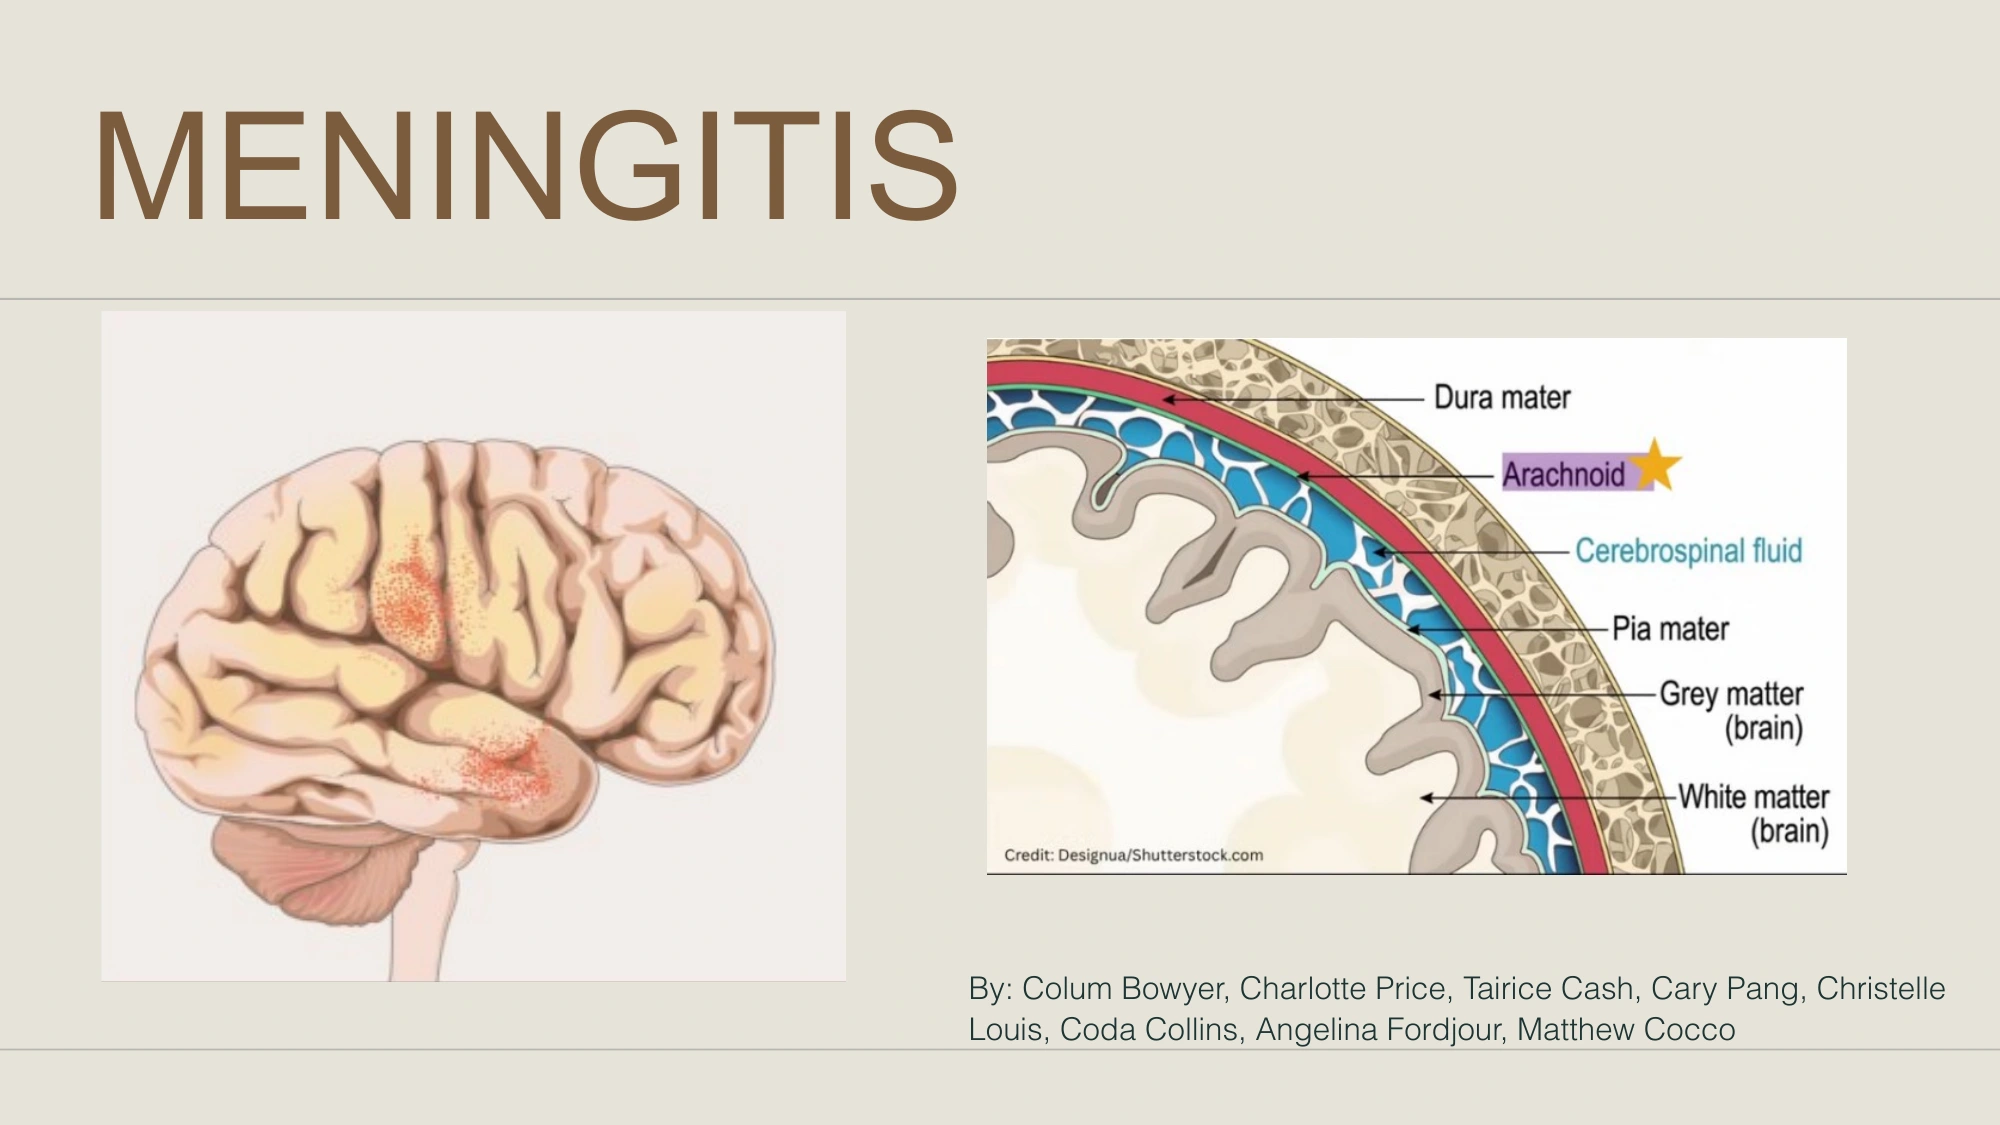 MENINGITIS
Dura mater
Arachnoid
Cerebrospinal fluid
Pia mater
Grey matter
(brain)
White matter
(brain)
Credit: Designua/Shutterstock.com
By: Colum Bowyer, Charlotte Price, Tairice Cash, Cary Pang, Christelle
Louis, Coda Collins, Angelina Fordjour, Matthew Cocco